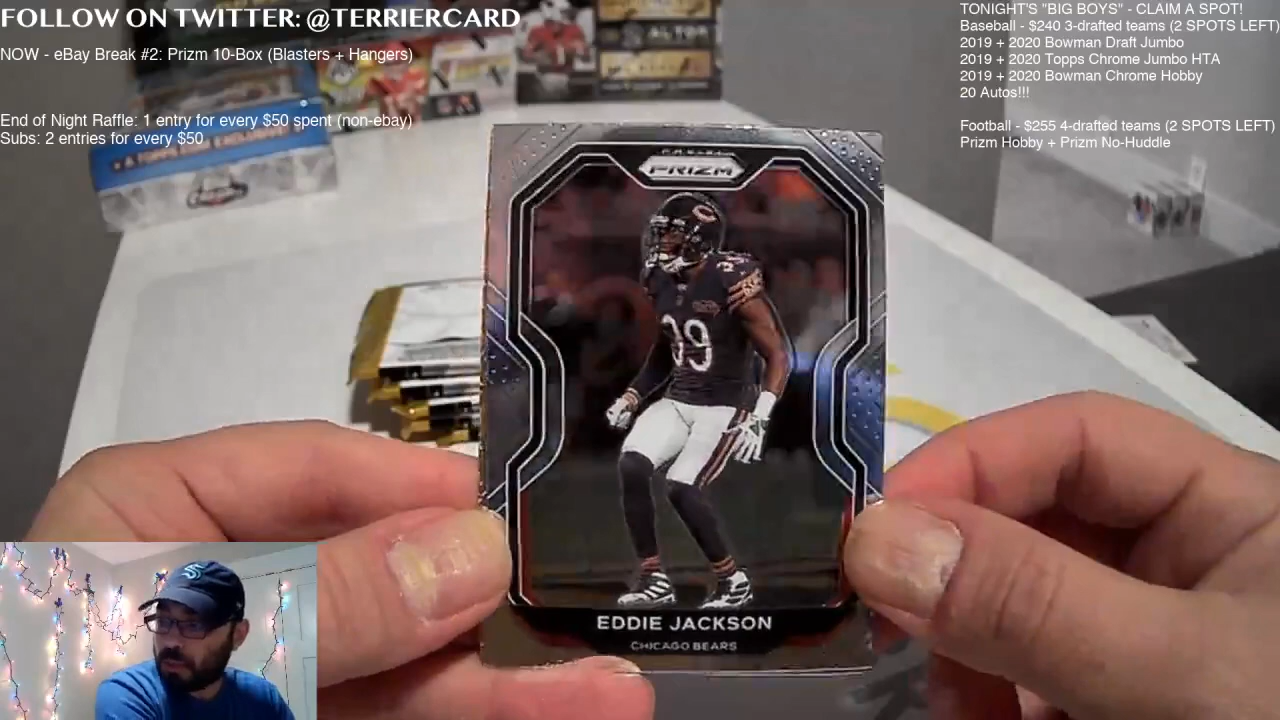 FOLLOW ON TWITTER: @TERRIERCARD
NOW - eBay Break #2: Prizm 10-Box (Blasters + Hangers)
End of Night Raffle: 1 entry for every $50 spent (non-ebay)
Subs: 2 entries for every $50
TONIGHT'S "BIG BOYS" - CLAIM A SPOT!
Baseball - $240 3-drafted teams (2 SPOTS LEFT)
2019 + 2020 Bowman Draft Jumbo
2019 + 2020 Topps Chrome Jumbo HTA
2019 + 2020 Bowman Chrome Hobby
20 Autos!!!
Football - $255 4-drafted teams (2 SPOTS LEFT)
Prizm Hobby + Prizm No-Huddle
PRIZM
39
EDDIE JACKSON
CHICAGO BEARS